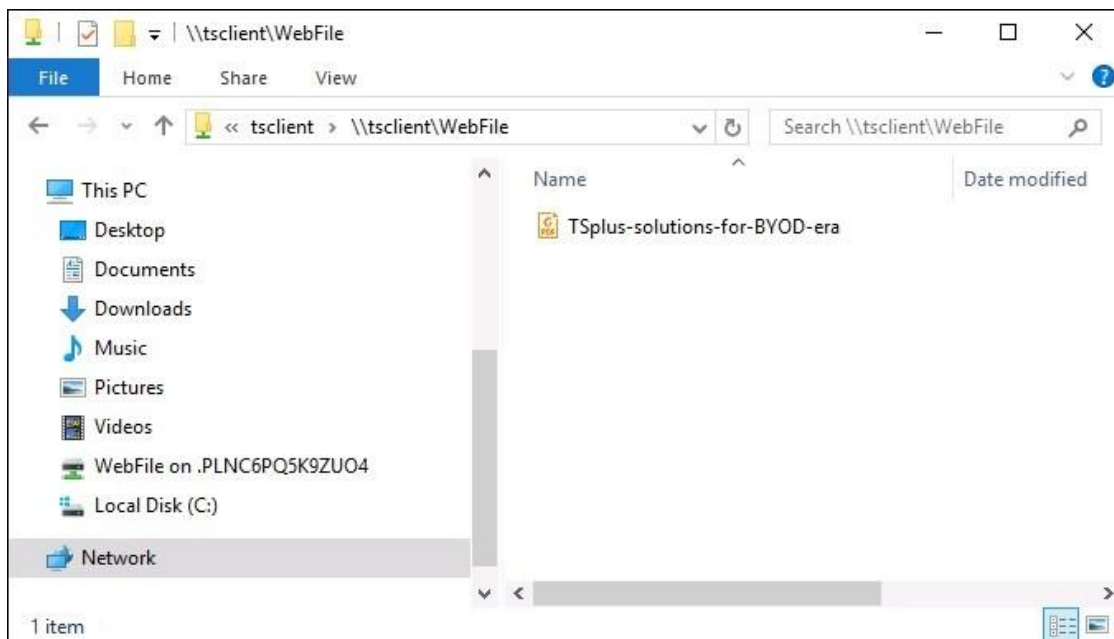 \\tsclient\WebFile
File Home Share View
« tsclient > \\tsclient\WebFile
Search \\tsclient\WebFile
This PC
Desktop
Documents
Downloads
Music
Pictures
Videos
WebFile on .PLNC6PQ5K9ZUO4
Local Disk (C:)
Network
Name Date modified
TSplus-solutions-for-BYOD-era
1 item